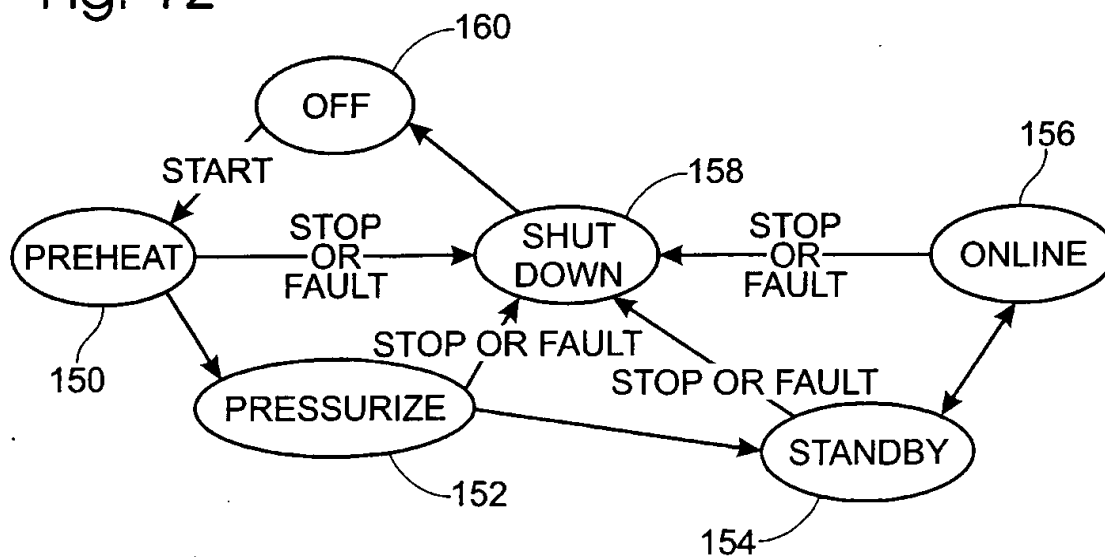 Fig. 12
160
OFF
START
156
158
STOP
OR
FAULT
SHUT
DOWN
STOP
OR
FAULT
ONLINE
PREHEAT
150
STOP OR FAULT
STOP OR FAULT
PRESSURIZE
STANDBY
152
154